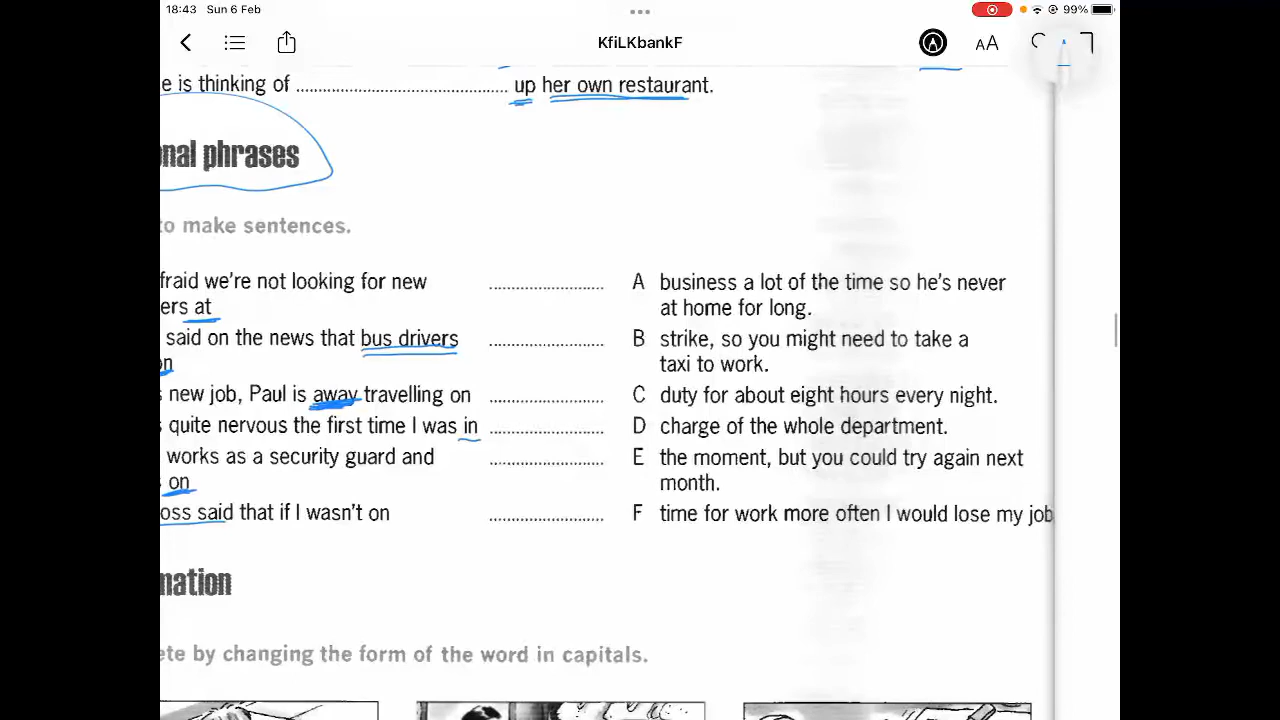 18:43 Sun 6 Feb
99%
KfiLKbankF
AA
e is thinking of ........................................ up her own restaurant.
nal phrases
to make sentences.
fraid we're not looking for new ......................
ers at
said on the news that bus drivers ......................
on
s new job, Paul is away travelling on ......................
s quite nervous the first time I was in ......................
works as a security guard and ......................
s on
oss said that if I wasn't on ......................
A business a lot of the time so he's never
at home for long.
B strike, so you might need to take a
taxi to work.
C duty for about eight hours every night.
D charge of the whole department.
E the moment, but you could try again next
month.
F time for work more often I would lose my job
mation
ete by changing the form of the word in capitals.